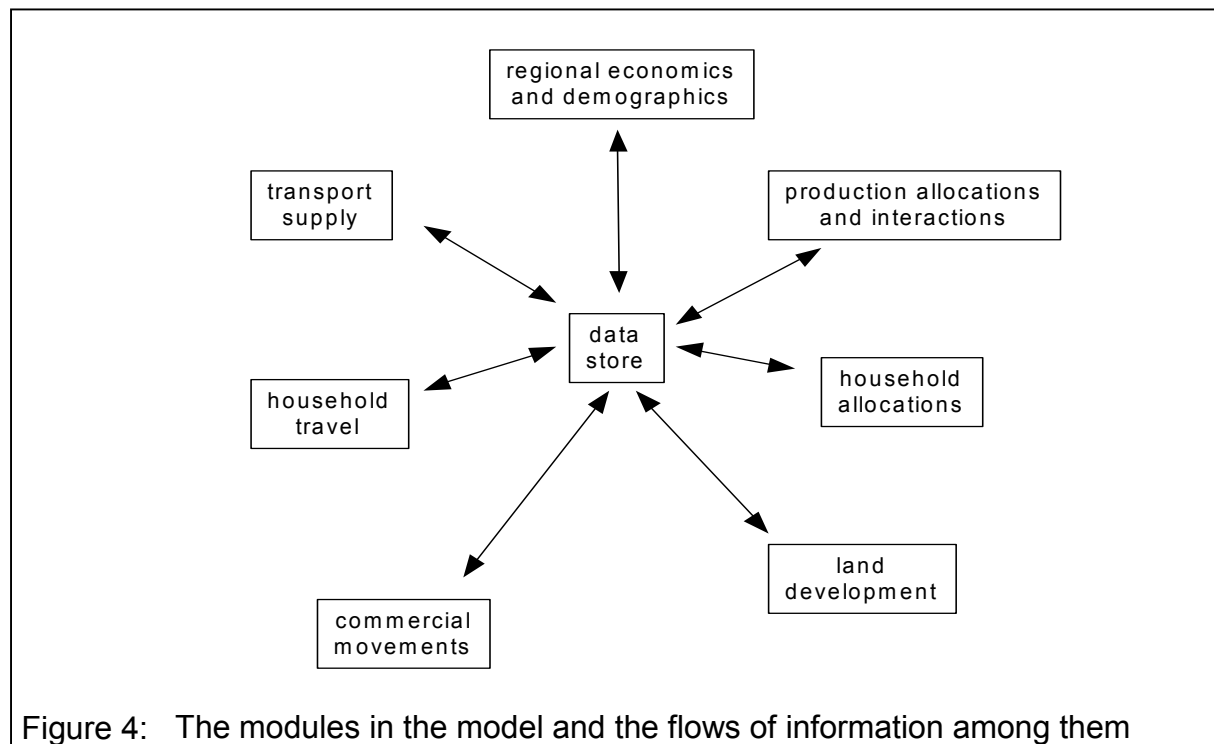 regional economics
and demographics
transport
supply
production allocations
and interactions
data
store
household
travel
household
allocations
land
development
commercial
movements
Figure 4: The modules in the model and the flows of information among them